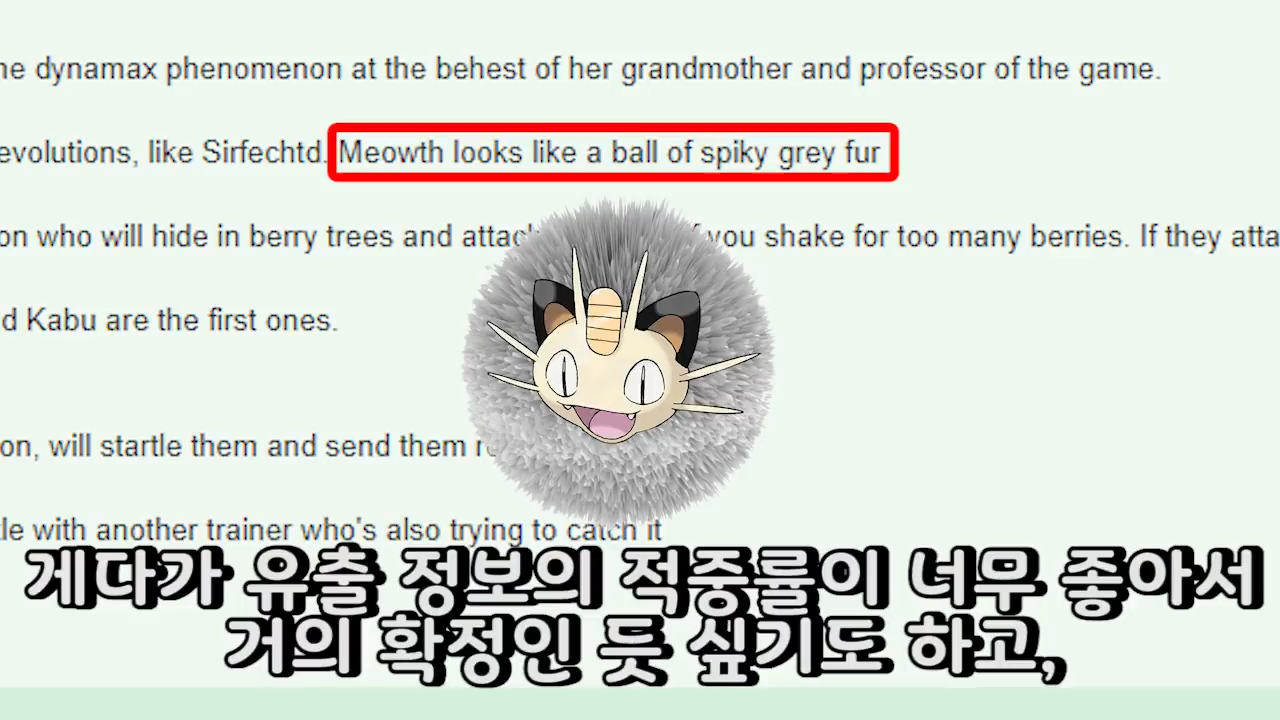 he dynamax phenomenon at the behest of her grandmother and professor of the game.
evolutions, like Sirfechtd. Meowth looks like a ball of spiky grey fur
on who will hide in berry trees and attac you shake for too many berries. If they atta
d Kabu are the first ones.
on, will startle them and send them r
le with another trainer who's also trying to catch it
게다가 유출 정보의 적중률이 너무 좋아서
거의 확정인 듯 싶기도 하고,